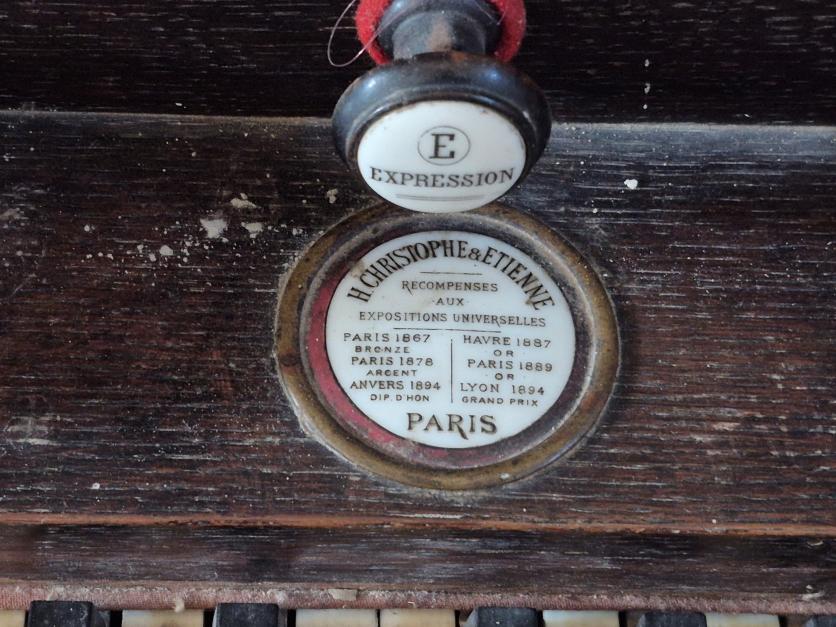 E
EXPRESSION
H CHRISTOPHE & ETIENNE
RECOMPENSES
AUX
EXPOSITIONS UNIVERSELLES
PARIS 1867
BRONZE
PARIS 1878
ARGENT
ANVERS 1894
DIP. D'HON
HAVRE 1887
OR
PARIS 1889
OR
LYON 1894
GRAND PRIX
PARIS